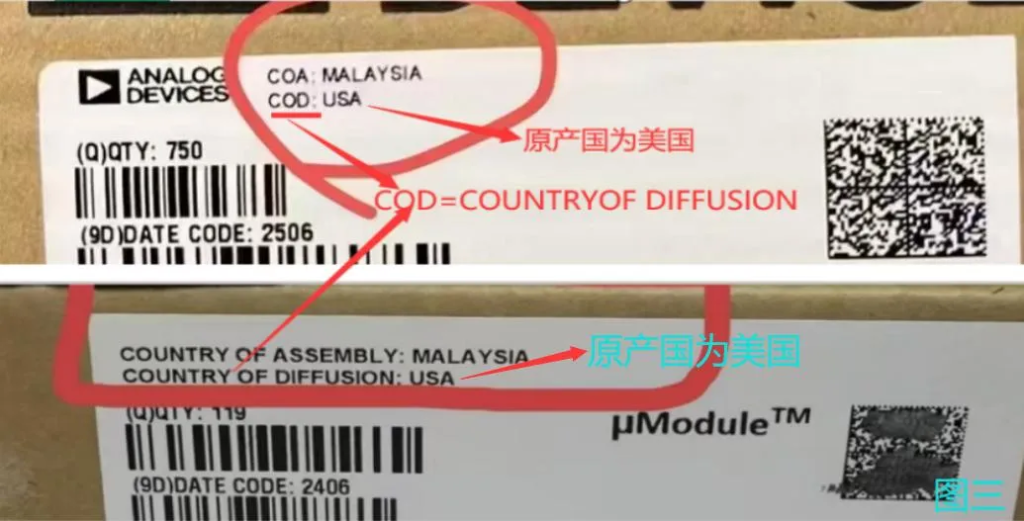 ANALOG
DEVICES
COA: MALAYSIA
COD: USA
原产国为美国
(Q)QTY: 750
COD=COUNTRYOF DIFFUSION
(9D)DATE CODE: 2506
COUNTRY OF ASSEMBLY: MALAYSIA
原产国为美国
COUNTRY OF DIFFUSION: USA
(Q)QTY: 119
µModule™
(9D)DATE CODE: 2406
图三